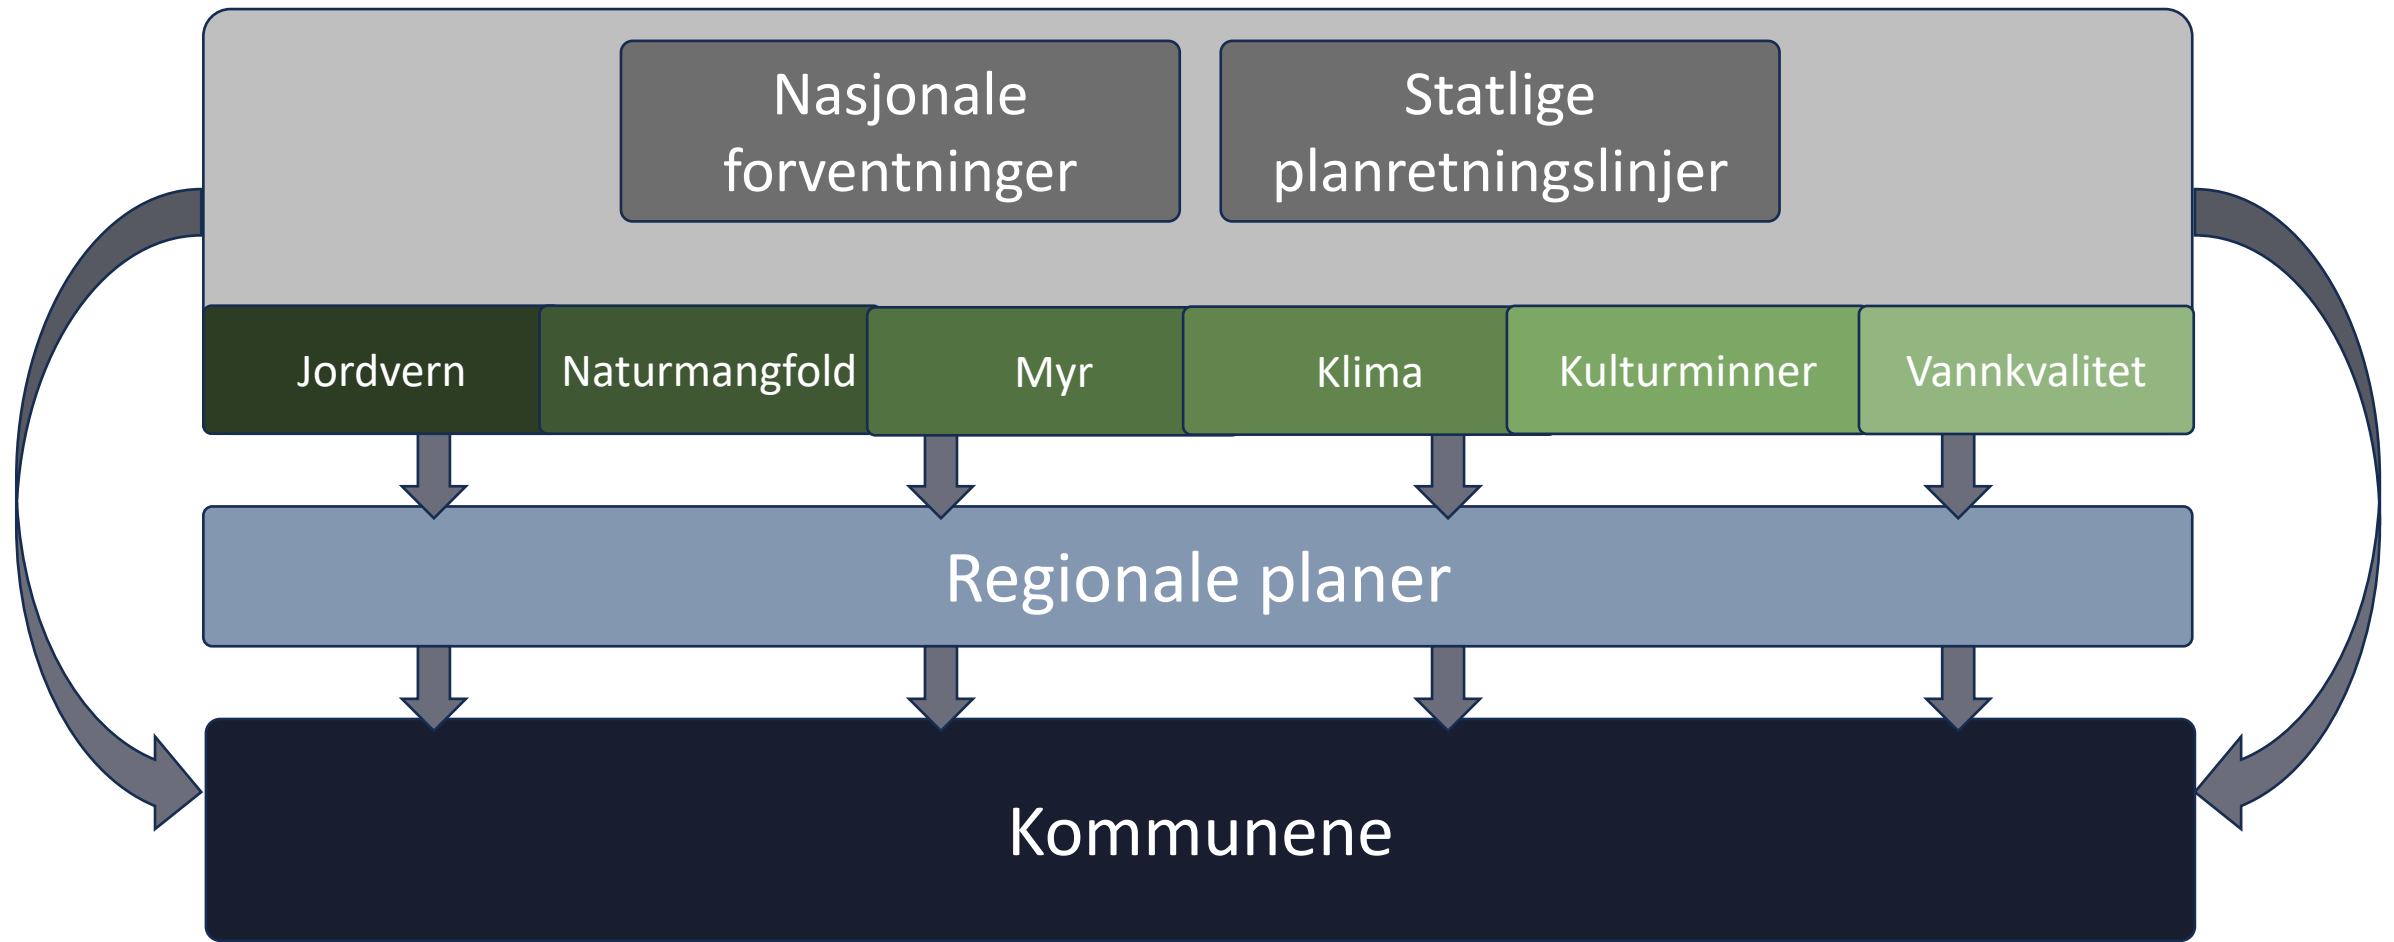 Nasjonale
forventninger
Statlige
planretningslinjer
Jordvern
Naturmangfold
Myr
Klima
Kulturminner
Vannkvalitet
Regionale planer
Kommunene